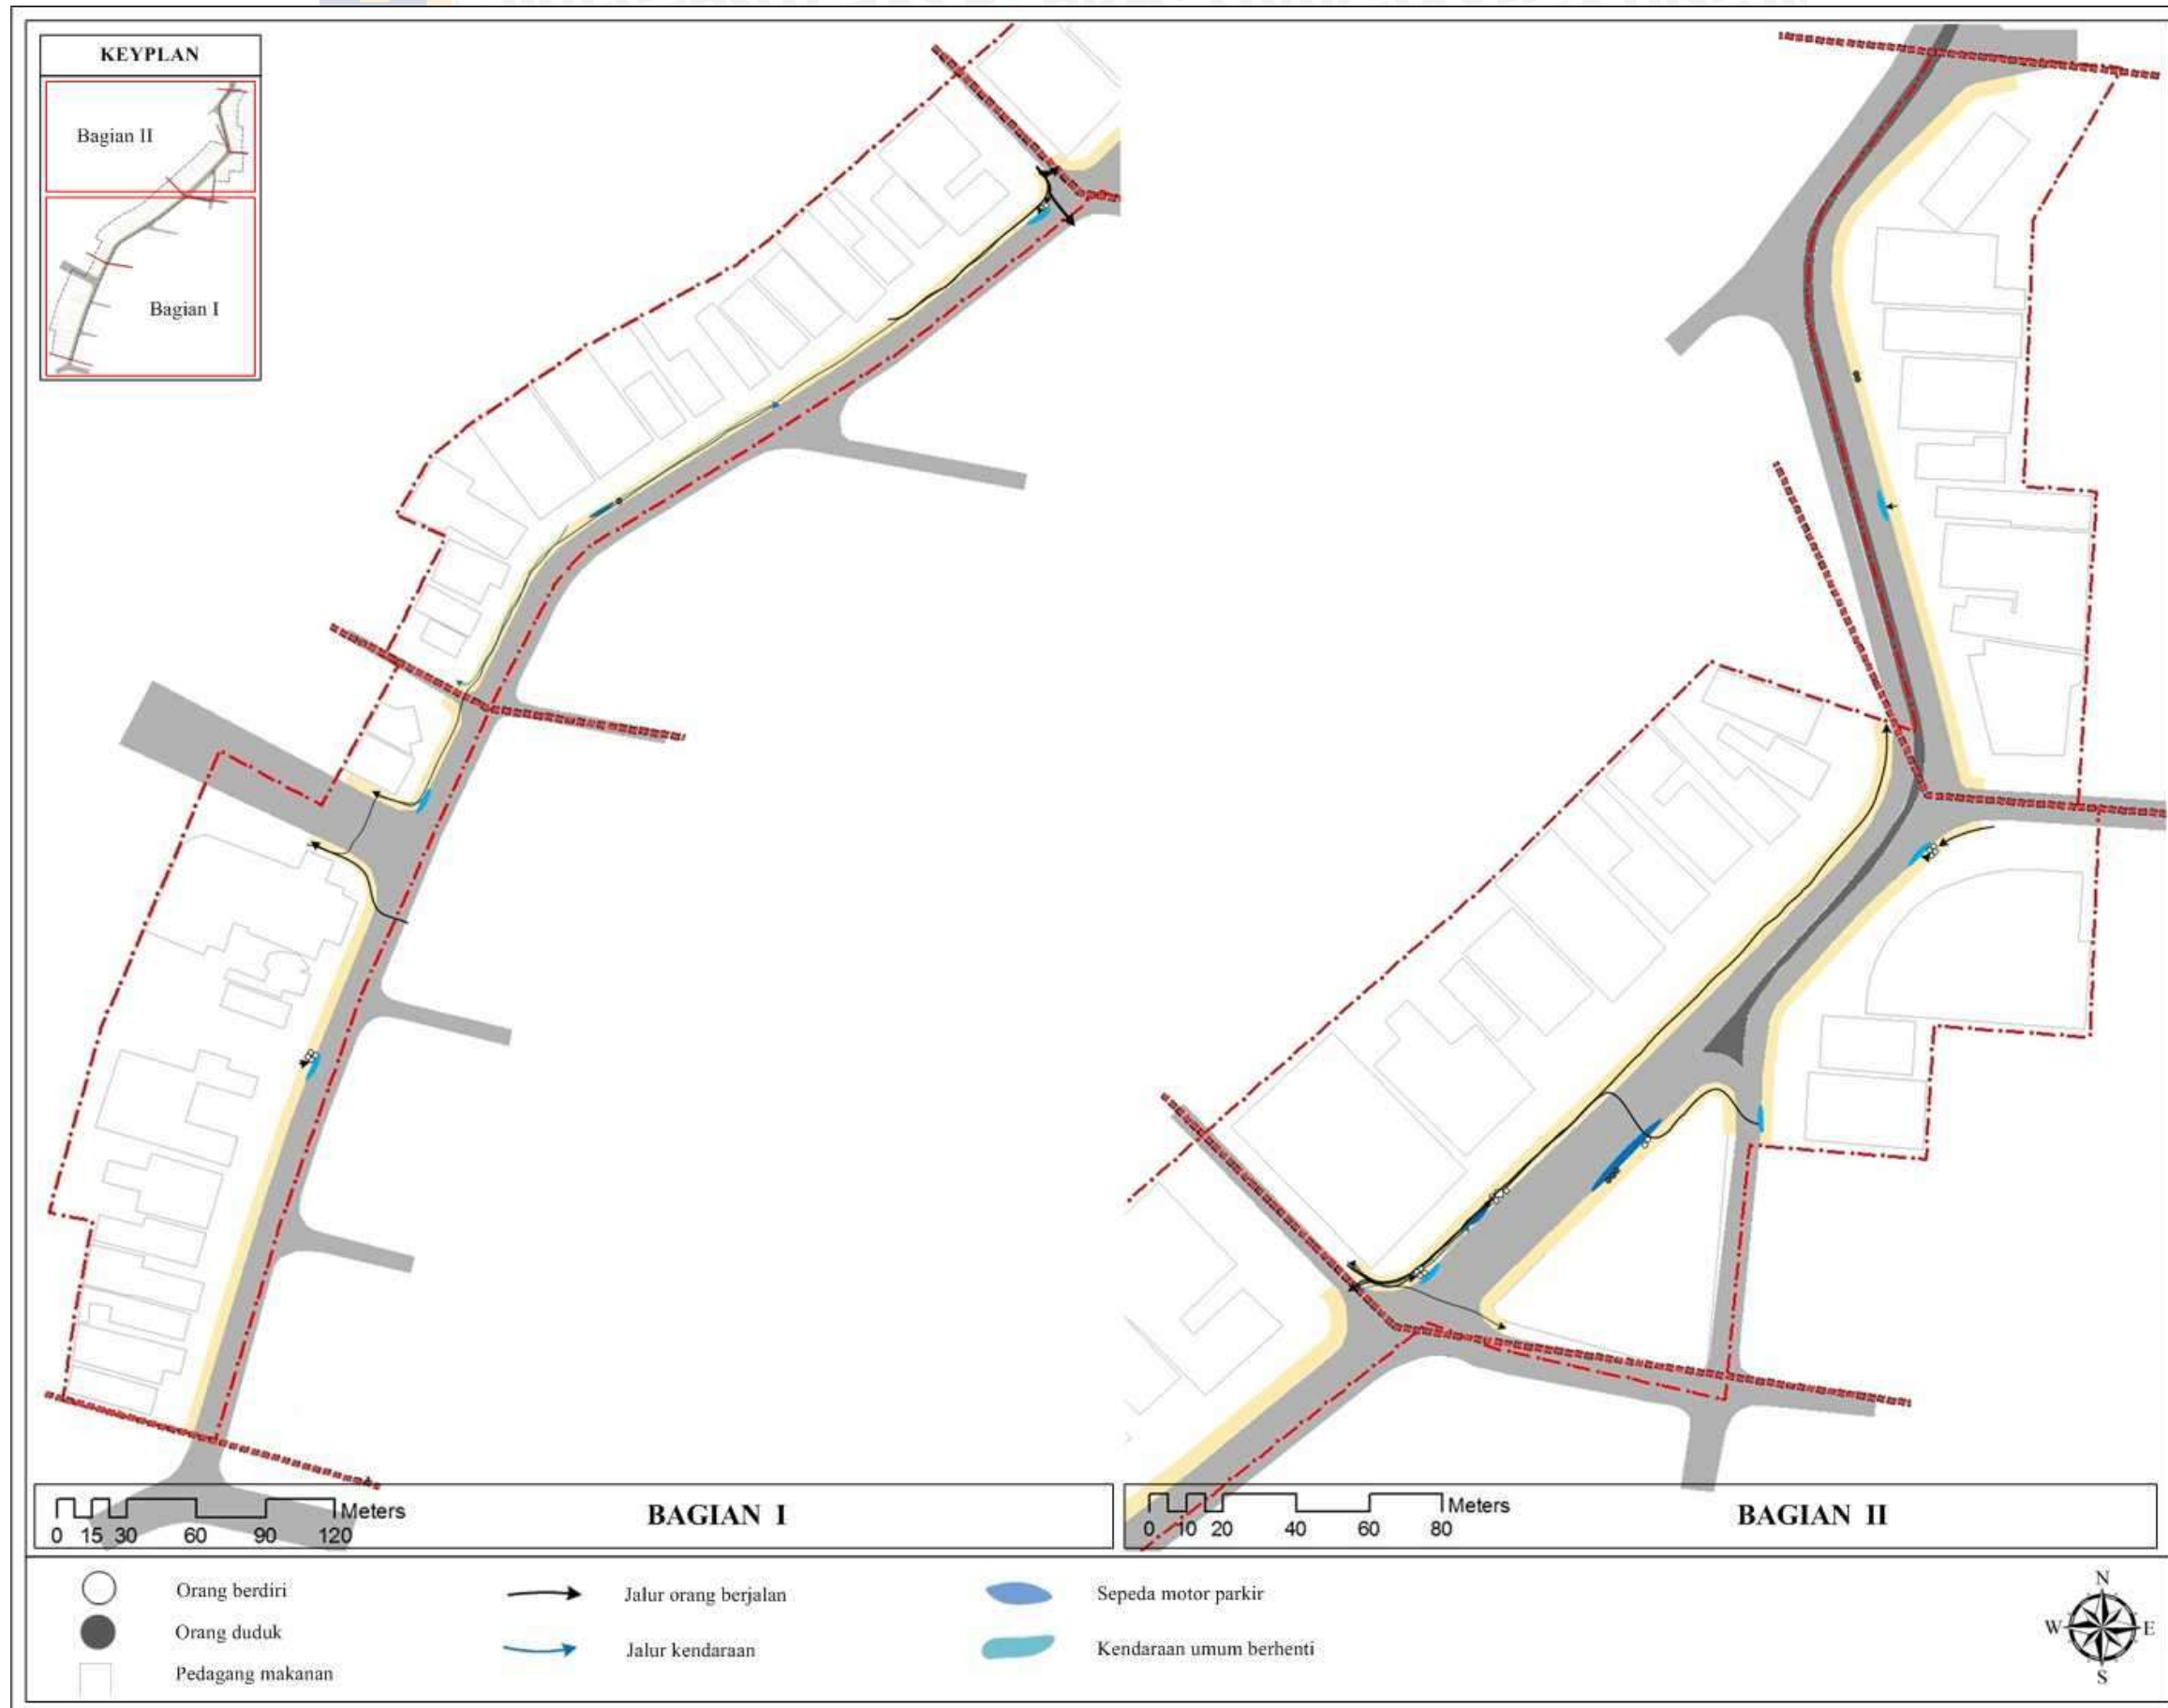 KEYPLAN
Bagian II
Bagian I
Meters
0 15 30 60 90 120
BAGIAN I
Meters
0 10 20 40 60 80
BAGIAN II
Orang berdiri
Orang duduk
Pedagang makanan
Jalur orang berjalan
Jalur kendaraan
Sepeda motor parkir
Kendaraan umum berhenti
N
W E
S